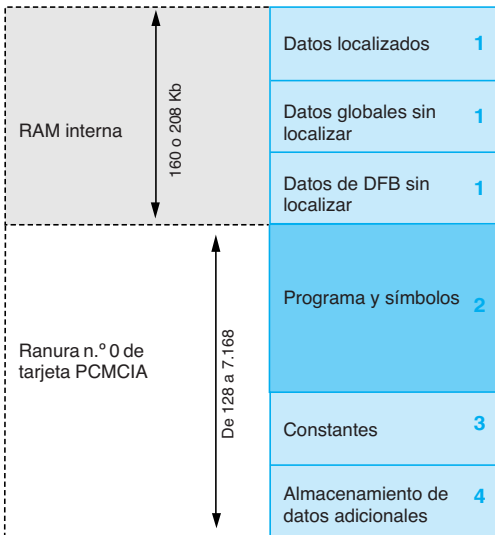 Datos localizados 1
RAM interna
160 o 208 Kb
Datos globales sin
localizar 1
Datos de DFB sin
localizar 1
Ranura n.º 0 de
tarjeta PCMCIA
De 128 a 7.168
Programa y símbolos 2
Constantes 3
Almacenamiento de
datos adicionales 4